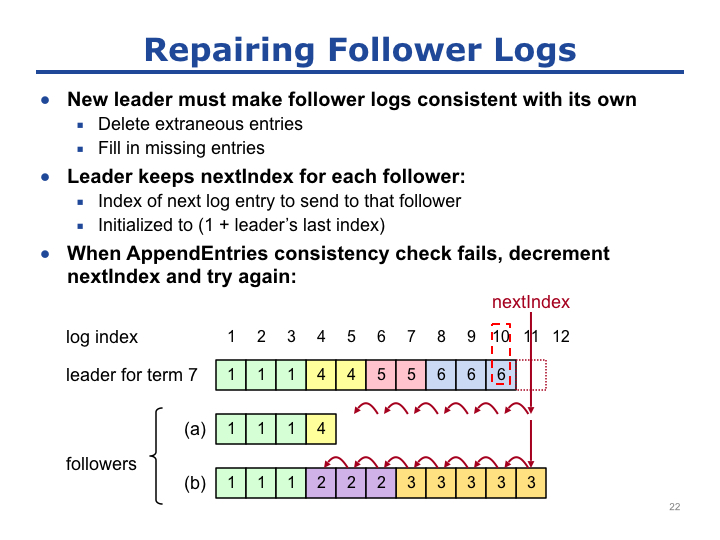 Repairing Follower Logs
• New leader must make follower logs consistent with its own
▪ Delete extraneous entries
▪ Fill in missing entries
• Leader keeps nextIndex for each follower:
▪ Index of next log entry to send to that follower
▪ Initialized to (1 + leader’s last index)
• When AppendEntries consistency check fails, decrement
nextIndex and try again:
nextIndex
log index 1 2 3 4 5 6 7 8 9 10 11 12
leader for term 7 1 1 1 4 4 5 5 6 6 6
(a) 1 1 1 4
followers
(b) 1 1 1 2 2 2 3 3 3 3 3
22